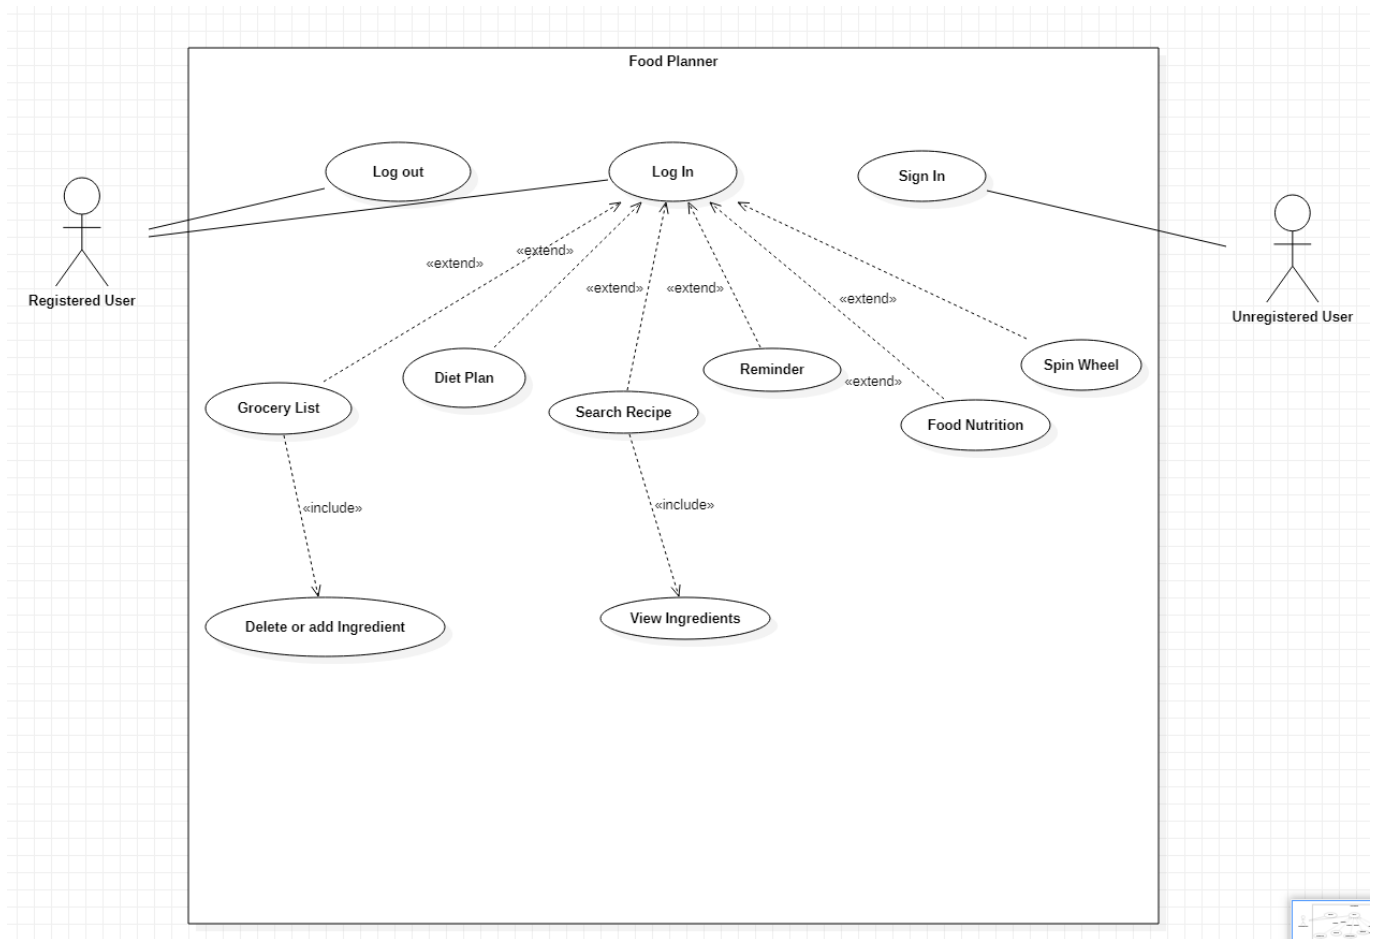 Food Planner
Log out
Log In
Sign In
«extend»
«extend»
«extend»
«extend»
«extend»
«extend»
Registered User
Unregistered User
Diet Plan
Reminder
Spin Wheel
Grocery List
Search Recipe
Food Nutrition
«include»
«include»
Delete or add Ingredient
View Ingredients